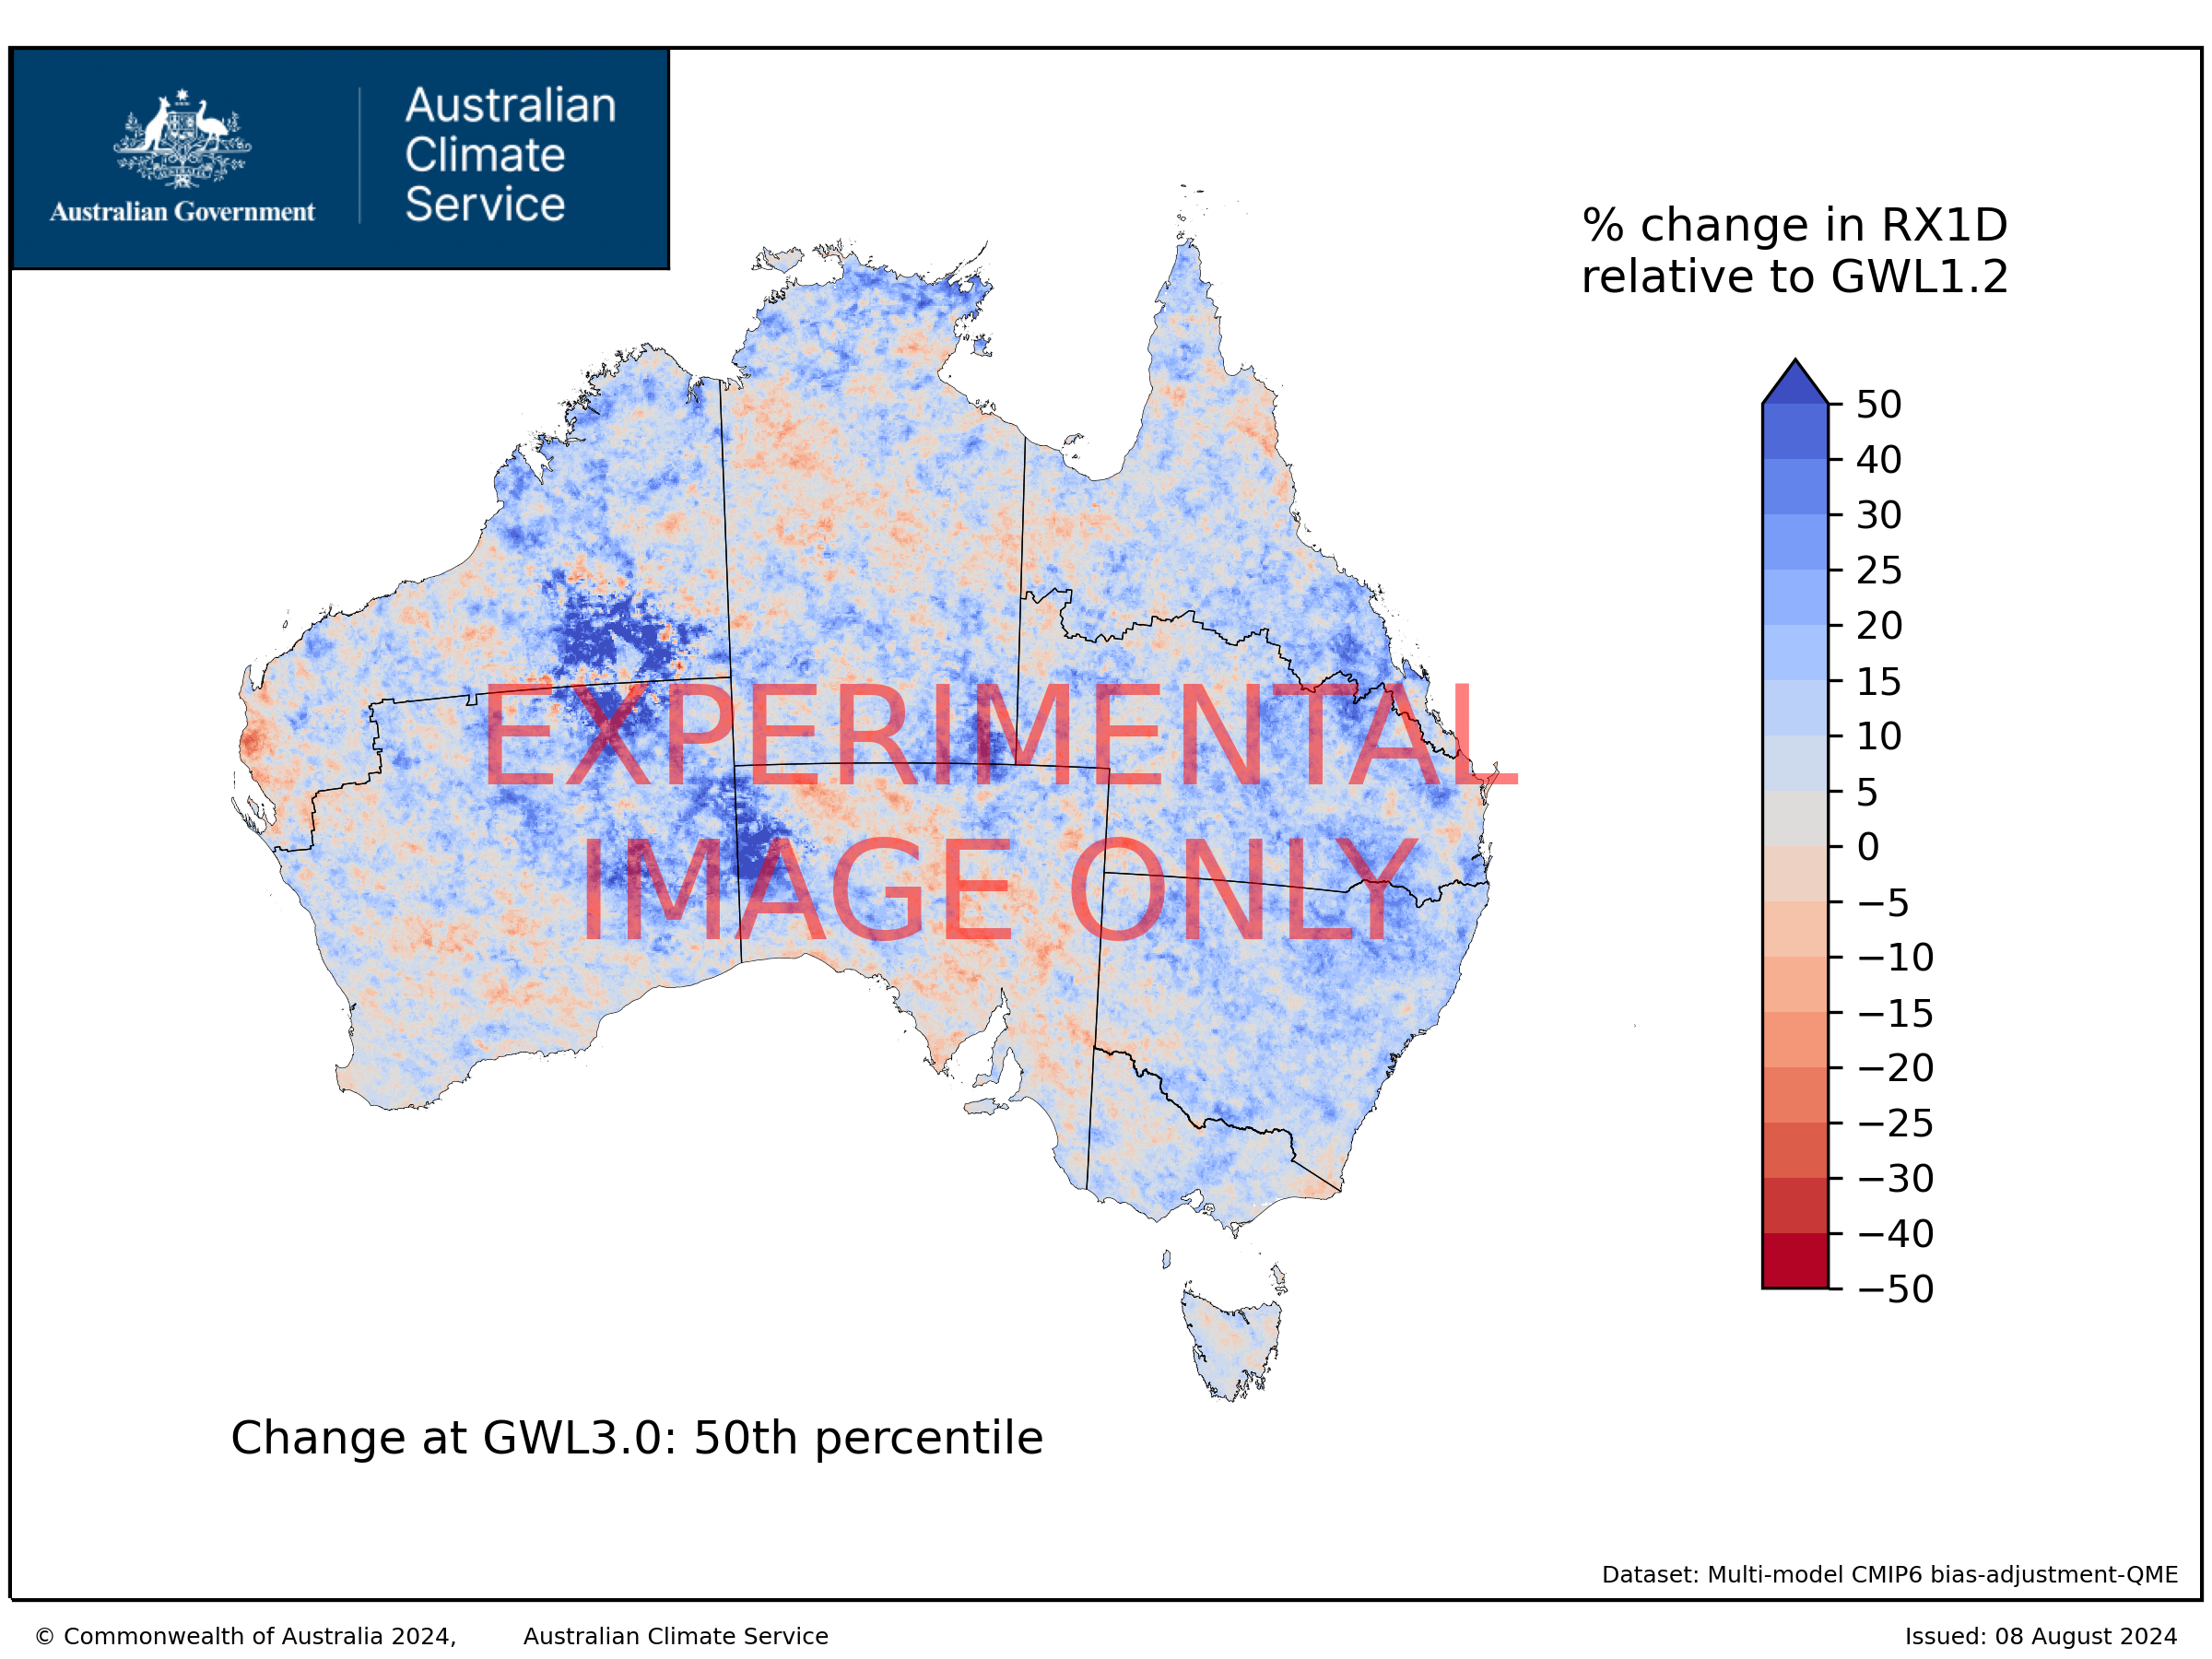 Australian Government
Australian
Climate
Service
% change in RX1D
relative to GWL1.2
50
40
30
25
20
15
10
5
0
−5
−10
−15
−20
−25
−30
−40
−50
EXPERIMENTAL
IMAGE ONLY
Change at GWL3.0: 50th percentile
Dataset: Multi-model CMIP6 bias-adjustment-QME
© Commonwealth of Australia 2024, Australian Climate Service
Issued: 08 August 2024